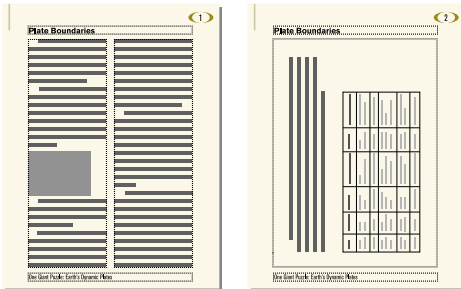 1
Plate Boundaries
One Giant Puzzle: Earth's Dynamic Plates
2
Plate Boundaries
One Giant Puzzle: Earth's Dynamic Plates